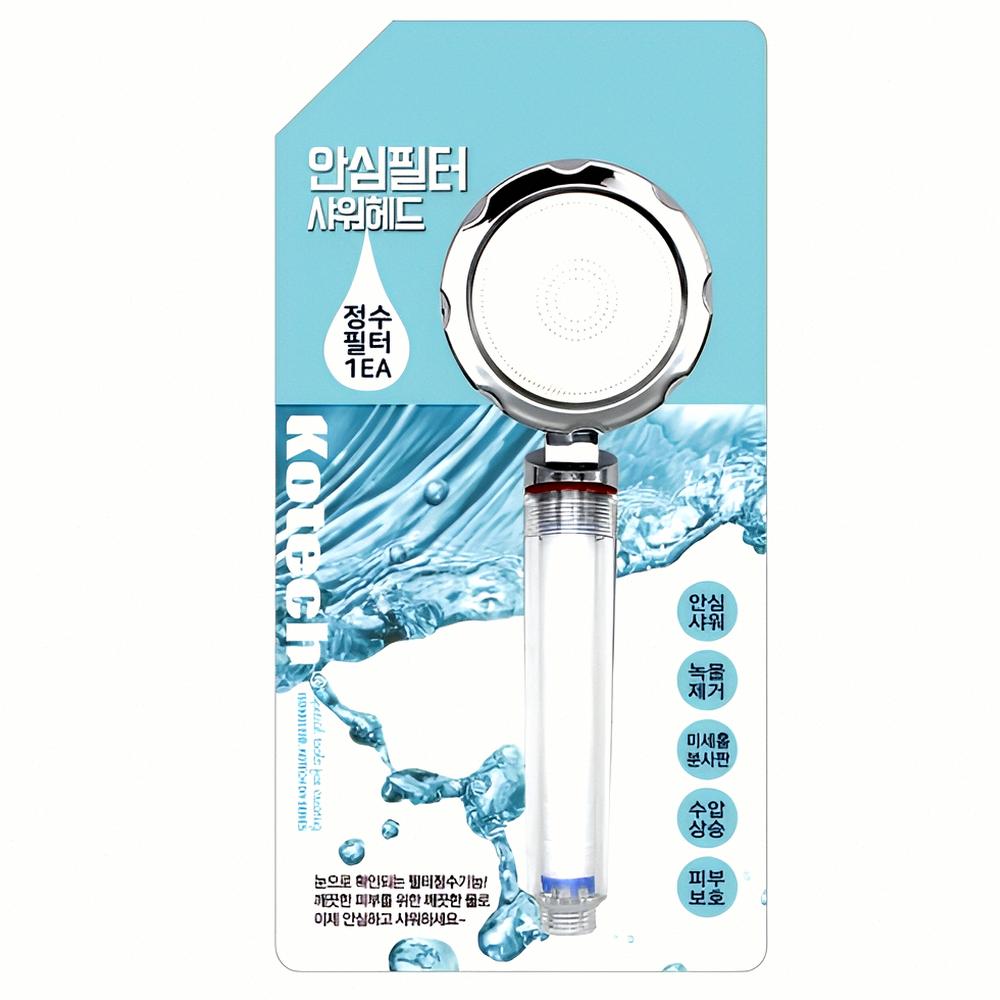 안심필터
샤워헤드
정수
필터
1EA
Kotech®
안심
샤워
녹물
제거
미세홀
분사판
수압
상승
피부
보호
눈으로 확인되는 필터정수기능!
깨끗한 피부를 위한 깨끗한 물로
이제 안심하고 샤워하세요~